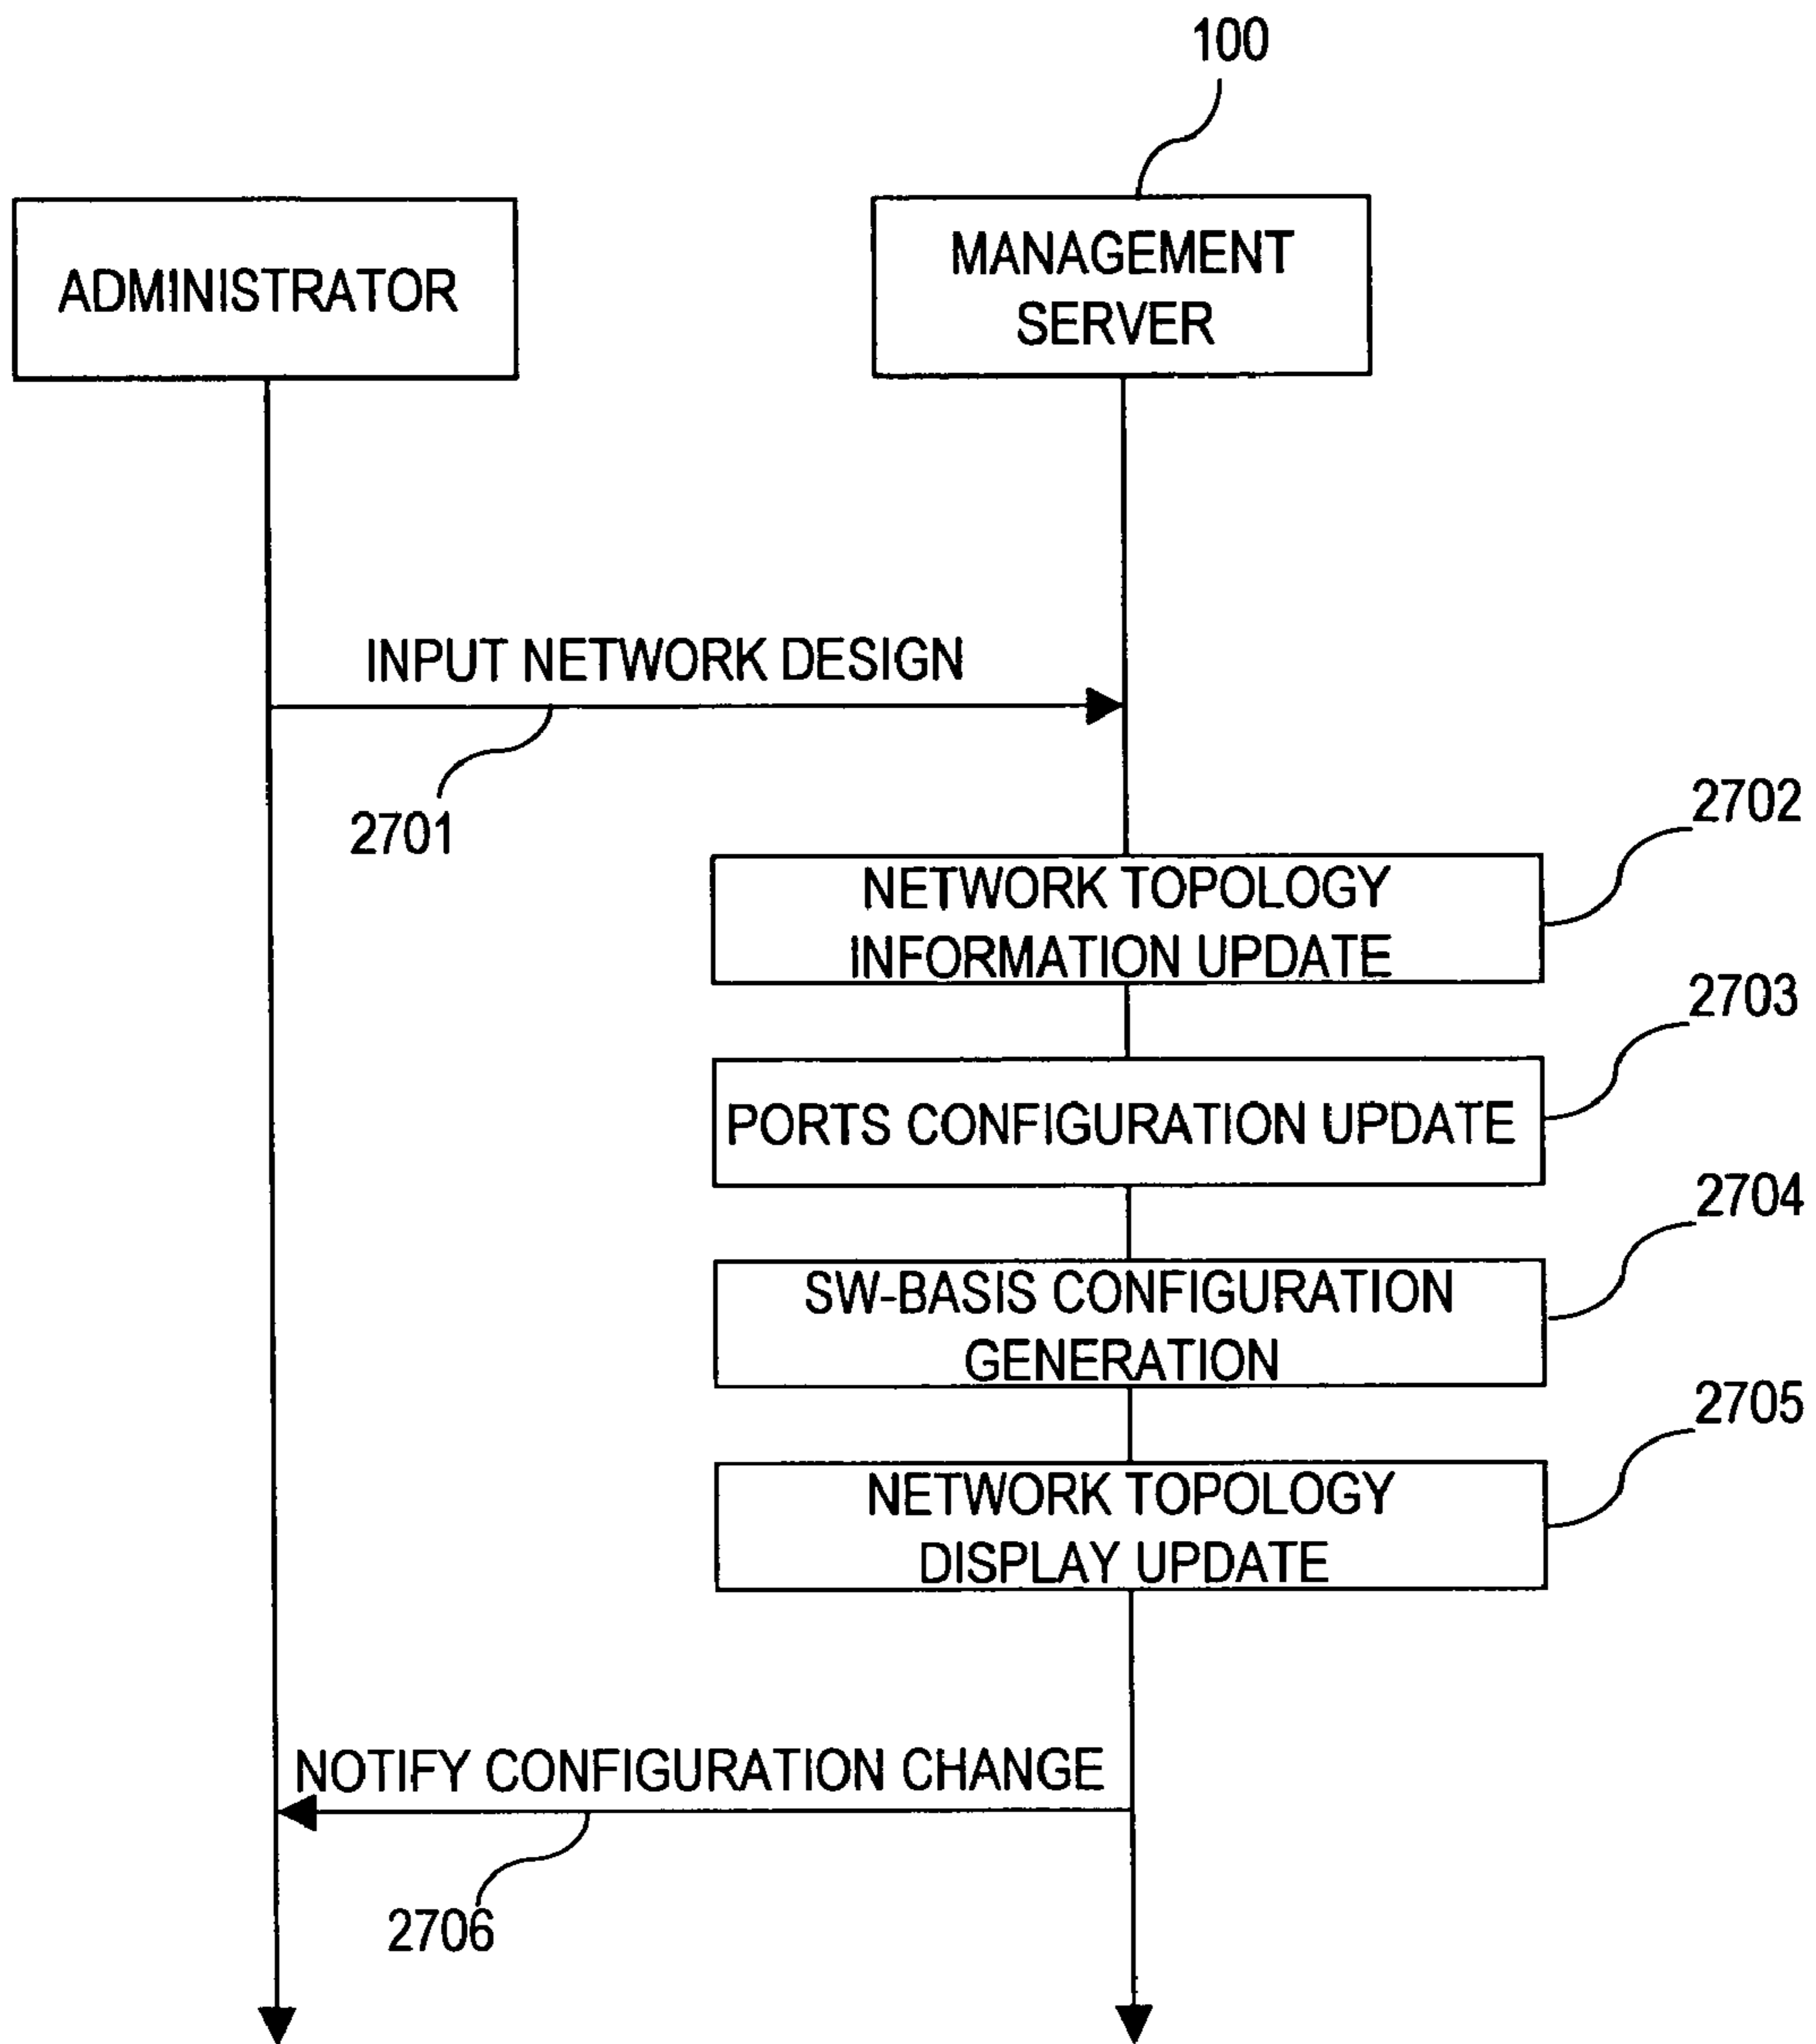 100
ADMINISTRATOR
MANAGEMENT
SERVER
INPUT NETWORK DESIGN
2701
2702
NETWORK TOPOLOGY
INFORMATION UPDATE
2703
PORTS CONFIGURATION UPDATE
2704
SW-BASIS CONFIGURATION
GENERATION
2705
NETWORK TOPOLOGY
DISPLAY UPDATE
NOTIFY CONFIGURATION CHANGE
2706